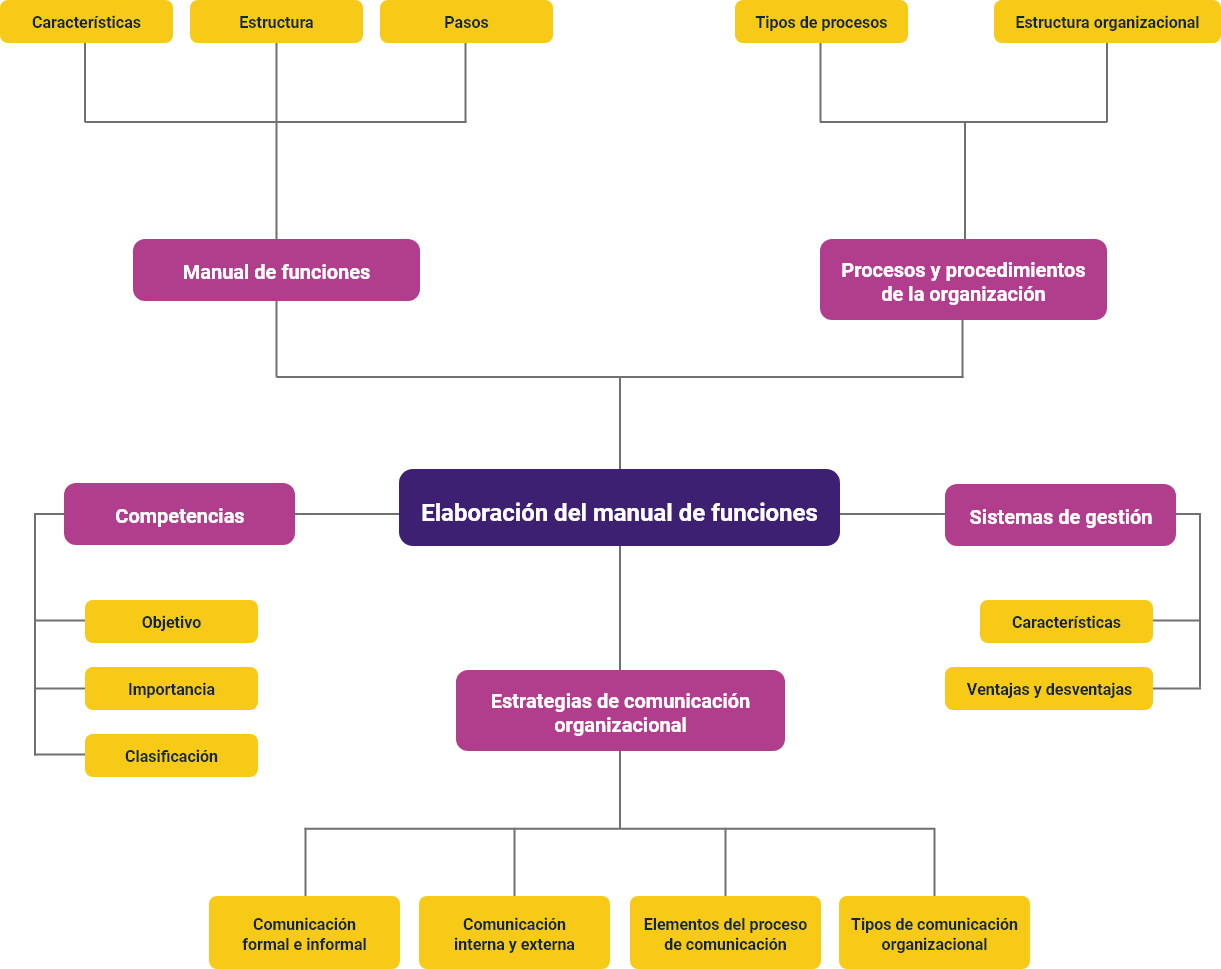 Características
Estructura
Pasos
Tipos de procesos
Estructura organizacional
Manual de funciones
Procesos y procedimientos
de la organización
Competencias
Elaboración del manual de funciones
Sistemas de gestión
Objetivo
Importancia
Clasificación
Características
Ventajas y desventajas
Estrategias de comunicación
organizacional
Comunicación
formal e informal
Comunicación
interna y externa
Elementos del proceso
de comunicación
Tipos de comunicación
organizacional